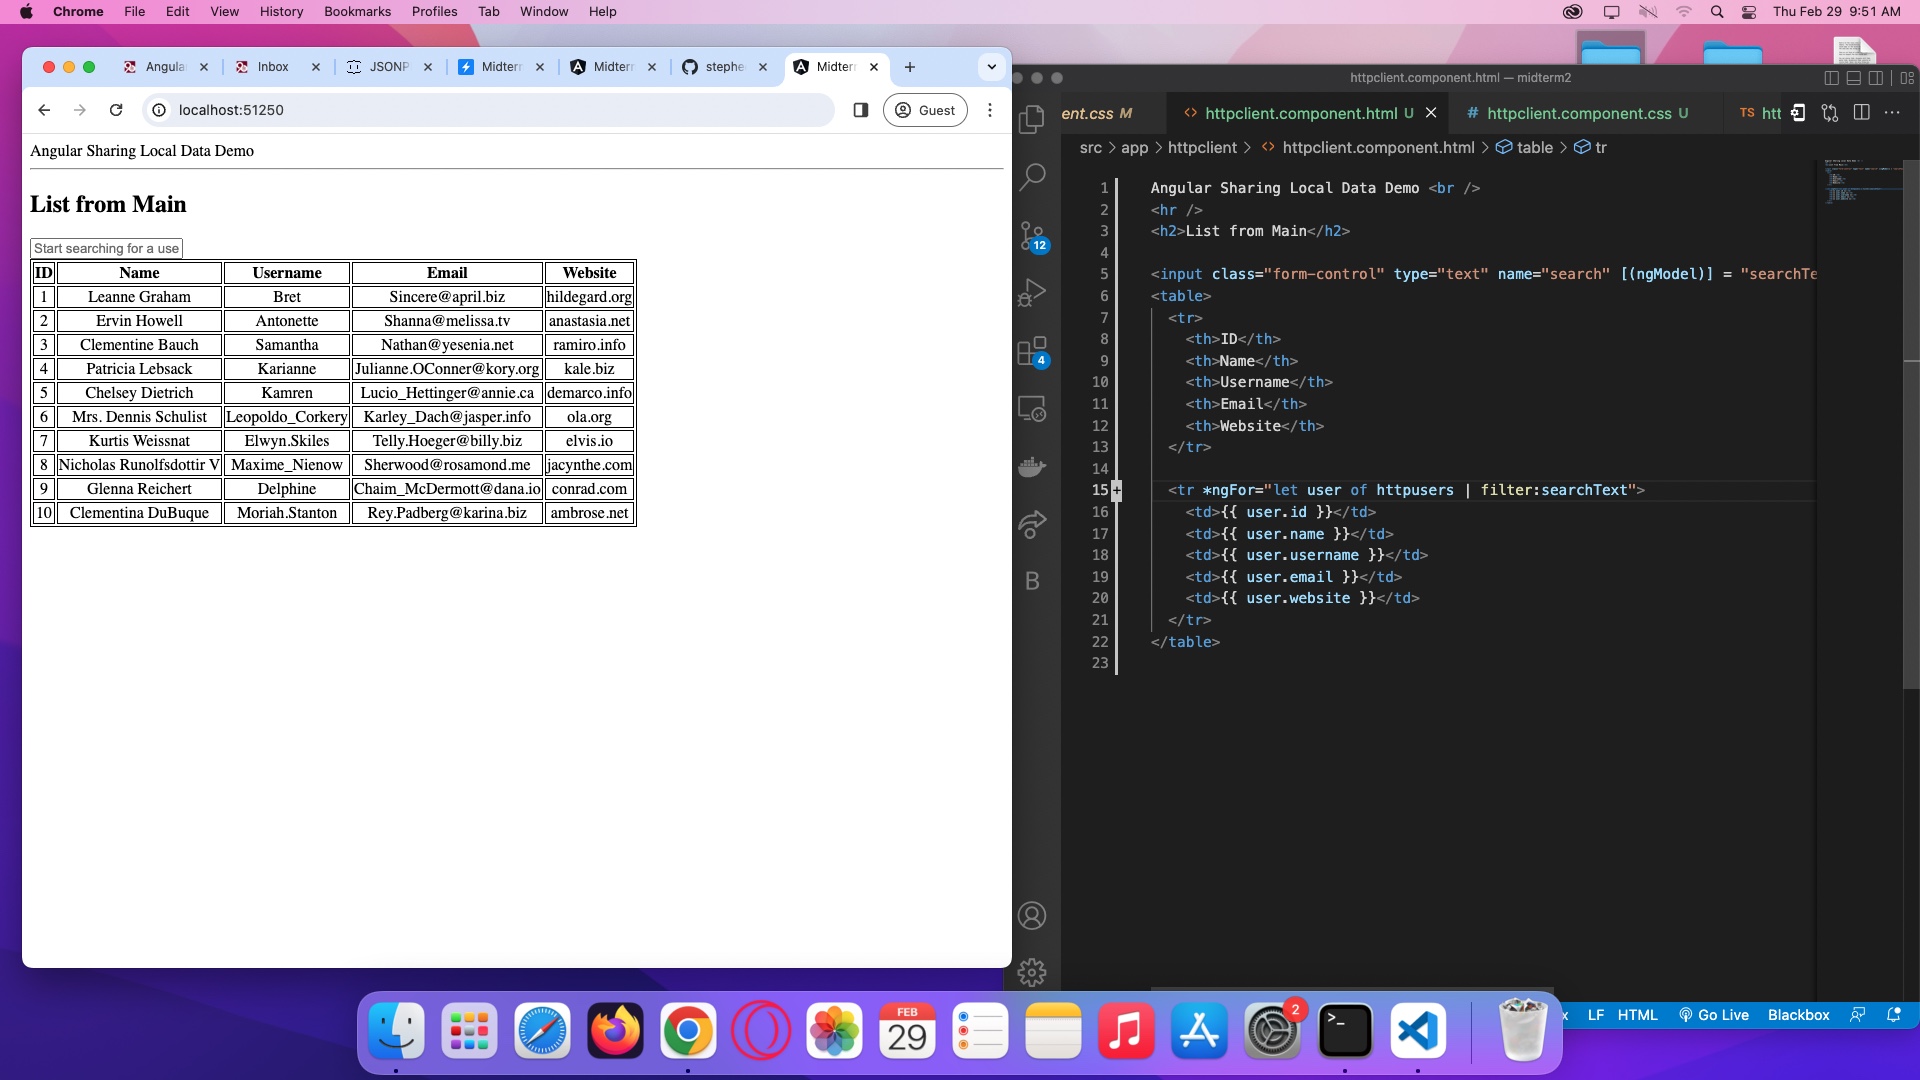 Chrome File Edit View History Bookmarks Profiles Tab Window Help Thu Feb 29 9:51 AM
Angular Inbox JSONP Midterm Midterm stephe Midterm
localhost:51250 Guest
Angular Sharing Local Data Demo
List from Main
Start searching for a use
ID Name Username Email Website
1 Leanne Graham Bret Sincere@april.biz hildegard.org
2 Ervin Howell Antonette Shanna@melissa.tv anastasia.net
3 Clementine Bauch Samantha Nathan@yesenia.net ramiro.info
4 Patricia Lebsack Karianne Julianne.OConner@kory.org kale.biz
5 Chelsey Dietrich Kamren Lucio_Hettinger@annie.ca demarco.info
6 Mrs. Dennis Schulist Leopoldo_Corkery Karley_Dach@jasper.info ola.org
7 Kurtis Weissnat Elwyn.Skiles Telly.Hoeger@billy.biz elvis.io
8 Nicholas Runolfsdottir V Maxime_Nienow Sherwood@rosamond.me jacynthe.com
9 Glenna Reichert Delphine Chaim_McDermott@dana.io conrad.com
10 Clementina DuBuque Moriah.Stanton Rey.Padberg@karina.biz ambrose.net
httpclient.component.html — midterm2
ent.css M httpclient.component.html U # httpclient.component.css U TS htt
src > app > httpclient > httpclient.component.html > table > tr
12
4
B
1 Angular Sharing Local Data Demo <br />
2 <hr />
3 <h2>List from Main</h2>
4
5 <input class="form-control" type="text" name="search" [(ngModel)] = "searchTe
6 <table>
7 <tr>
8 <th>ID</th>
9 <th>Name</th>
10 <th>Username</th>
11 <th>Email</th>
12 <th>Website</th>
13 </tr>
14
15 <tr *ngFor="let user of httpusers | filter:searchText">
16 <td>{{ user.id }}</td>
17 <td>{{ user.name }}</td>
18 <td>{{ user.username }}</td>
19 <td>{{ user.email }}</td>
20 <td>{{ user.website }}</td>
21 </tr>
22 </table>
23
LF HTML Go Live Blackbox
FEB
29
2
>_